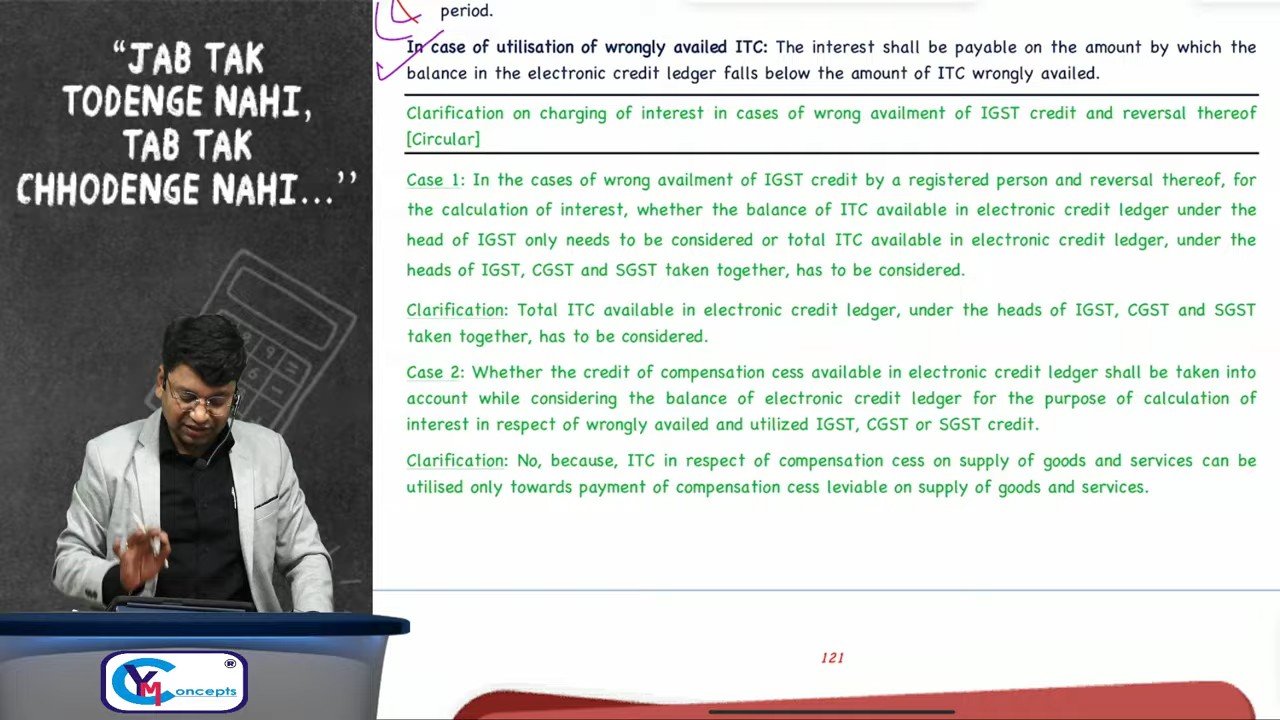 “JAB TAK
TODENGE NAHI,
TAB TAK
CHHODENGE NAHI...’’
period.
In case of utilisation of wrongly availed ITC: The interest shall be payable on the amount by which the
balance in the electronic credit ledger falls below the amount of ITC wrongly availed.
Clarification on charging of interest in cases of wrong availment of IGST credit and reversal thereof
[Circular]
Case 1: In the cases of wrong availment of IGST credit by a registered person and reversal thereof, for
the calculation of interest, whether the balance of ITC available in electronic credit ledger under the
head of IGST only needs to be considered or total ITC available in electronic credit ledger, under the
heads of IGST, CGST and SGST taken together, has to be considered.
Clarification: Total ITC available in electronic credit ledger, under the heads of IGST, CGST and SGST
taken together, has to be considered.
Case 2: Whether the credit of compensation cess available in electronic credit ledger shall be taken into
account while considering the balance of electronic credit ledger for the purpose of calculation of
interest in respect of wrongly availed and utilized IGST, CGST or SGST credit.
Clarification: No, because, ITC in respect of compensation cess on supply of goods and services can be
utilised only towards payment of compensation cess leviable on supply of goods and services.
121
YMC oncepts ®